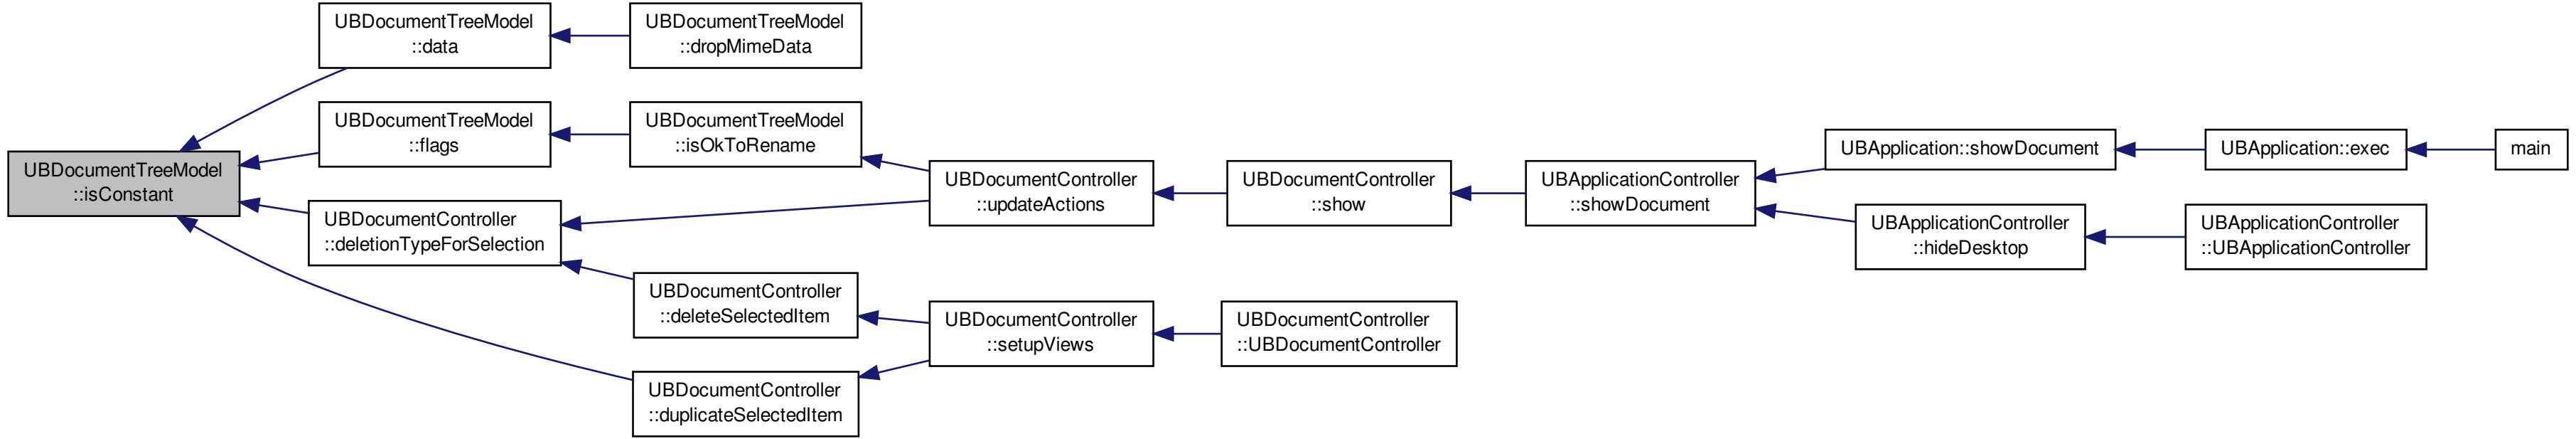 UBDocumentTreeModel
::isConstant
UBDocumentTreeModel
::data
UBDocumentTreeModel
::dropMimeData
UBDocumentTreeModel
::flags
UBDocumentTreeModel
::isOkToRename
UBDocumentController
::deletionTypeForSelection
UBDocumentController
::updateActions
UBDocumentController
::show
UBApplicationController
::showDocument
UBApplication::showDocument
UBApplication::exec
main
UBApplicationController
::hideDesktop
UBApplicationController
::UBApplicationController
UBDocumentController
::deleteSelectedItem
UBDocumentController
::setupViews
UBDocumentController
::UBDocumentController
UBDocumentController
::duplicateSelectedItem